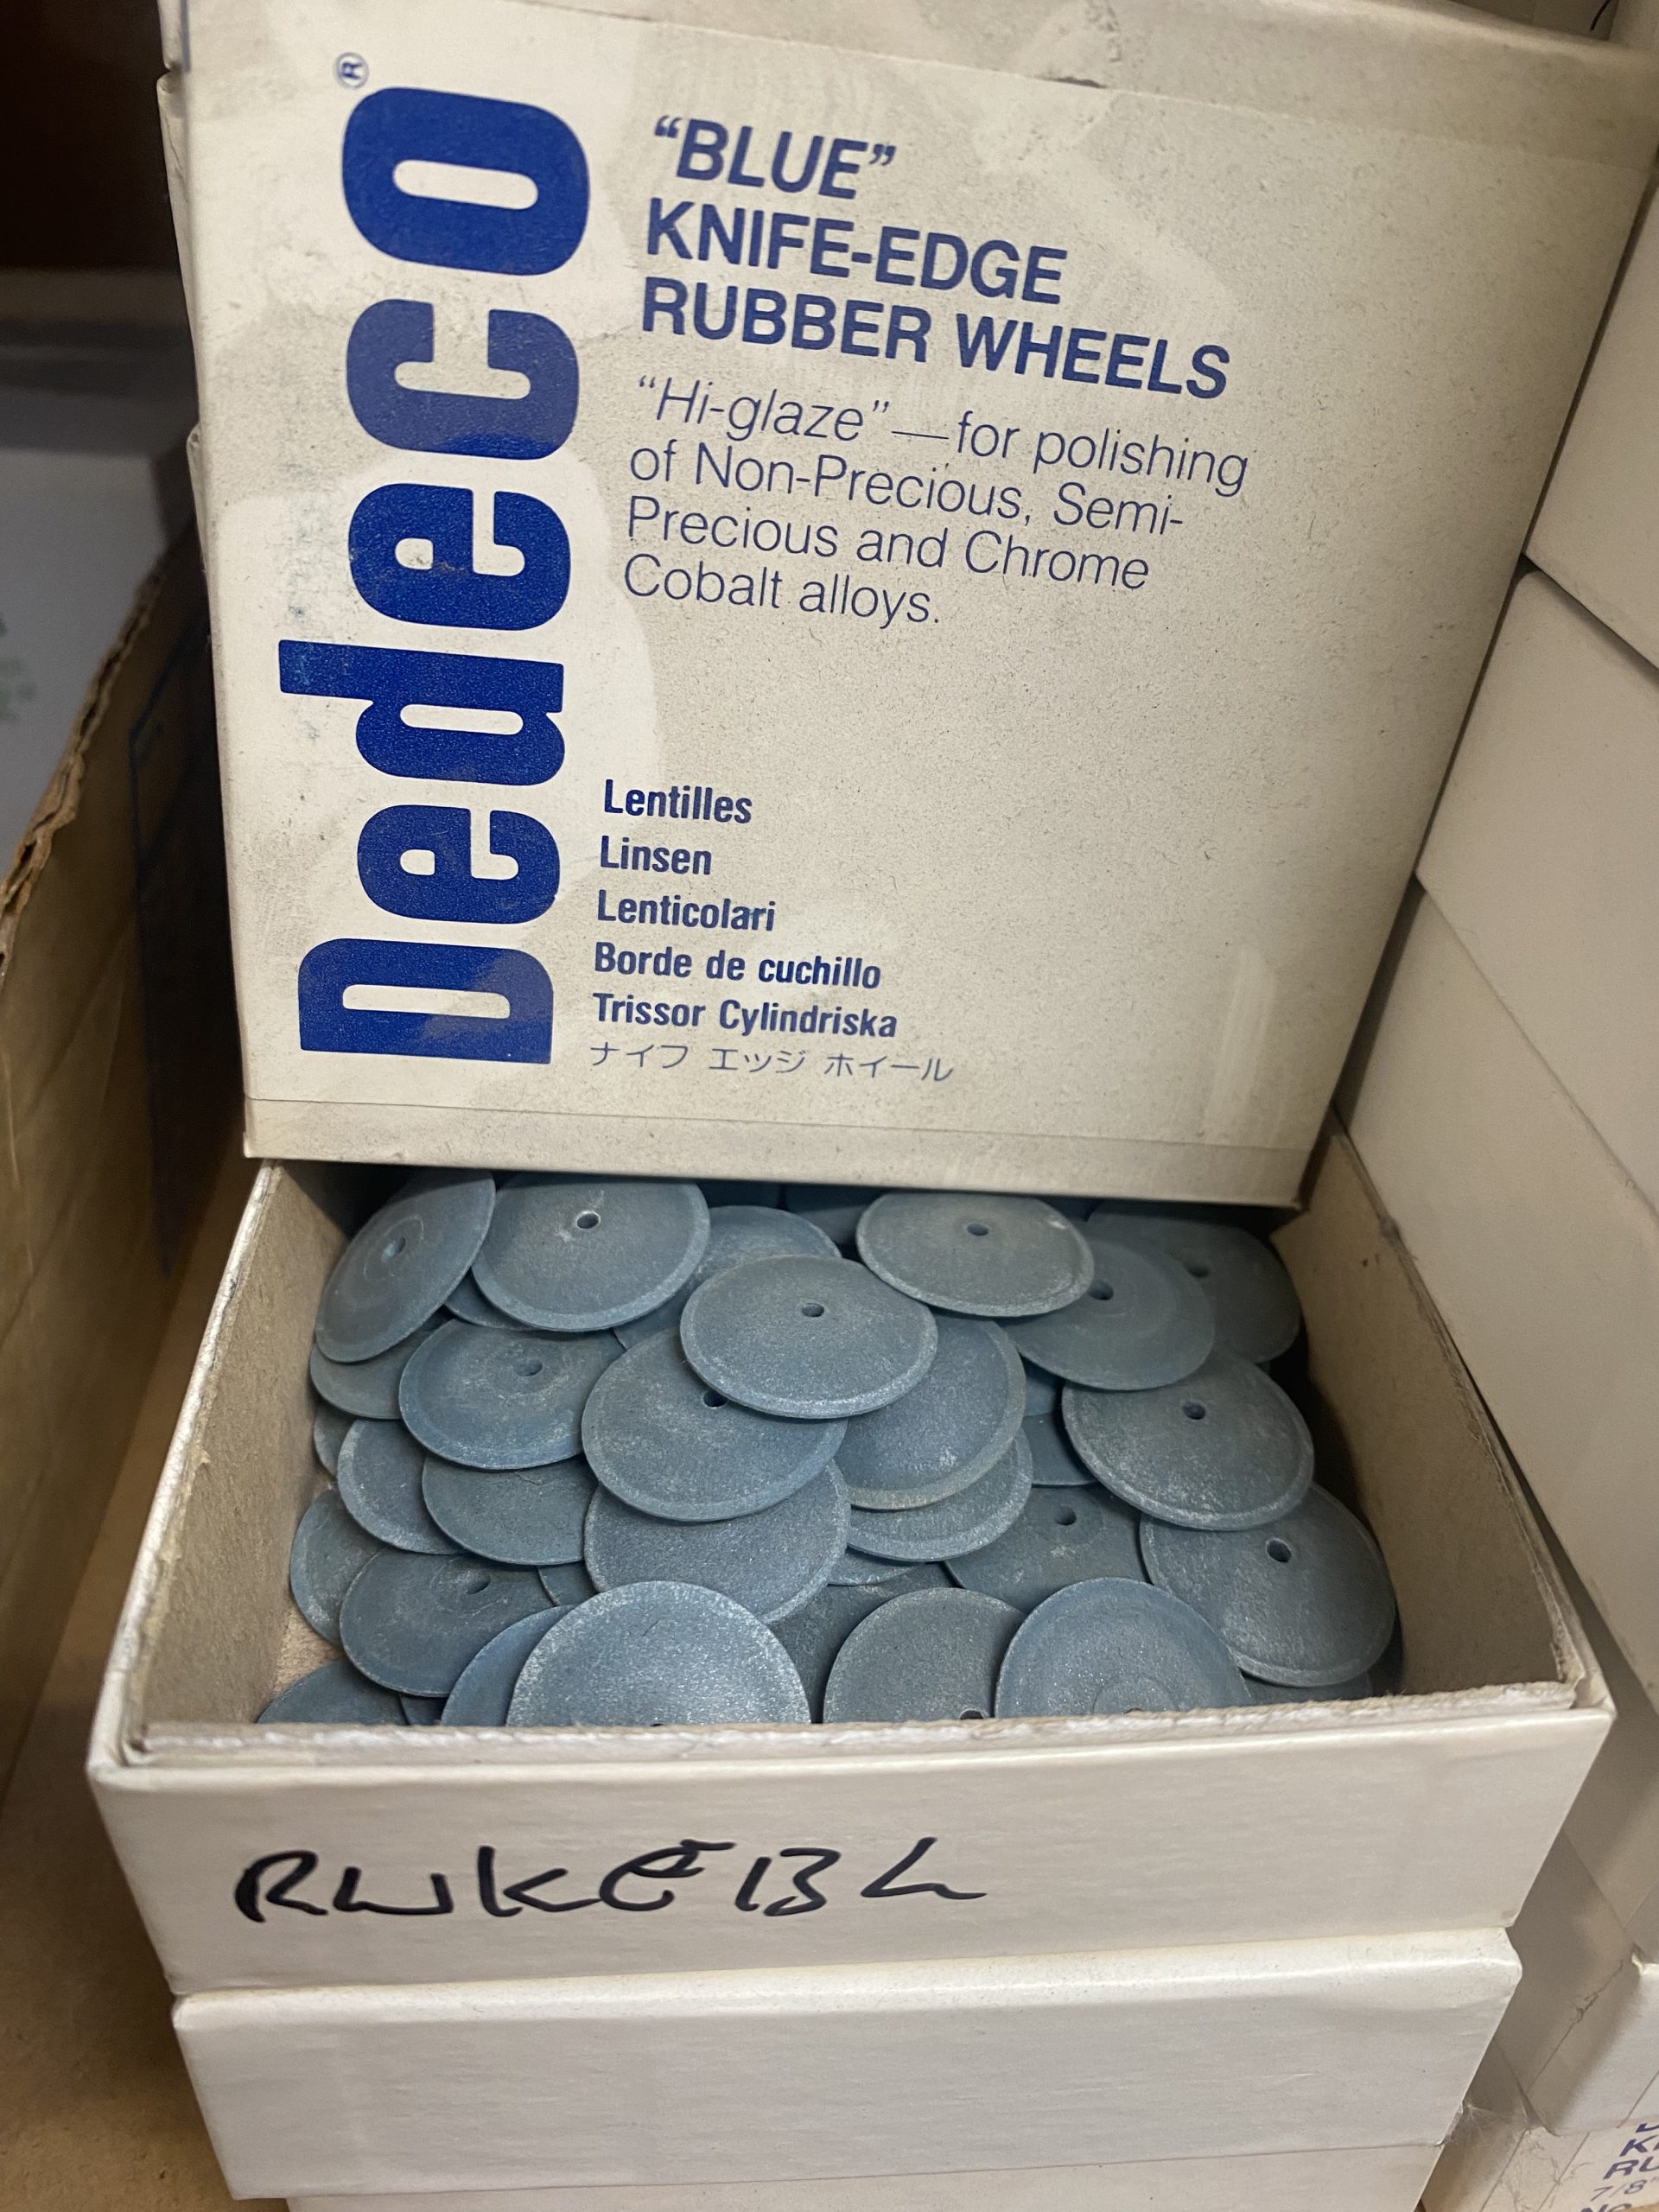 Dedeco®
“BLUE”
KNIFE-EDGE
RUBBER WHEELS
“Hi-glaze”—for polishing
of Non-Precious, Semi-
Precious and Chrome
Cobalt alloys.
Lentilles
Linsen
Lenticolari
Borde de cuchillo
Trissor Cylindriska
ナイフ エッジ ホイール
RWKEBL
7/8"